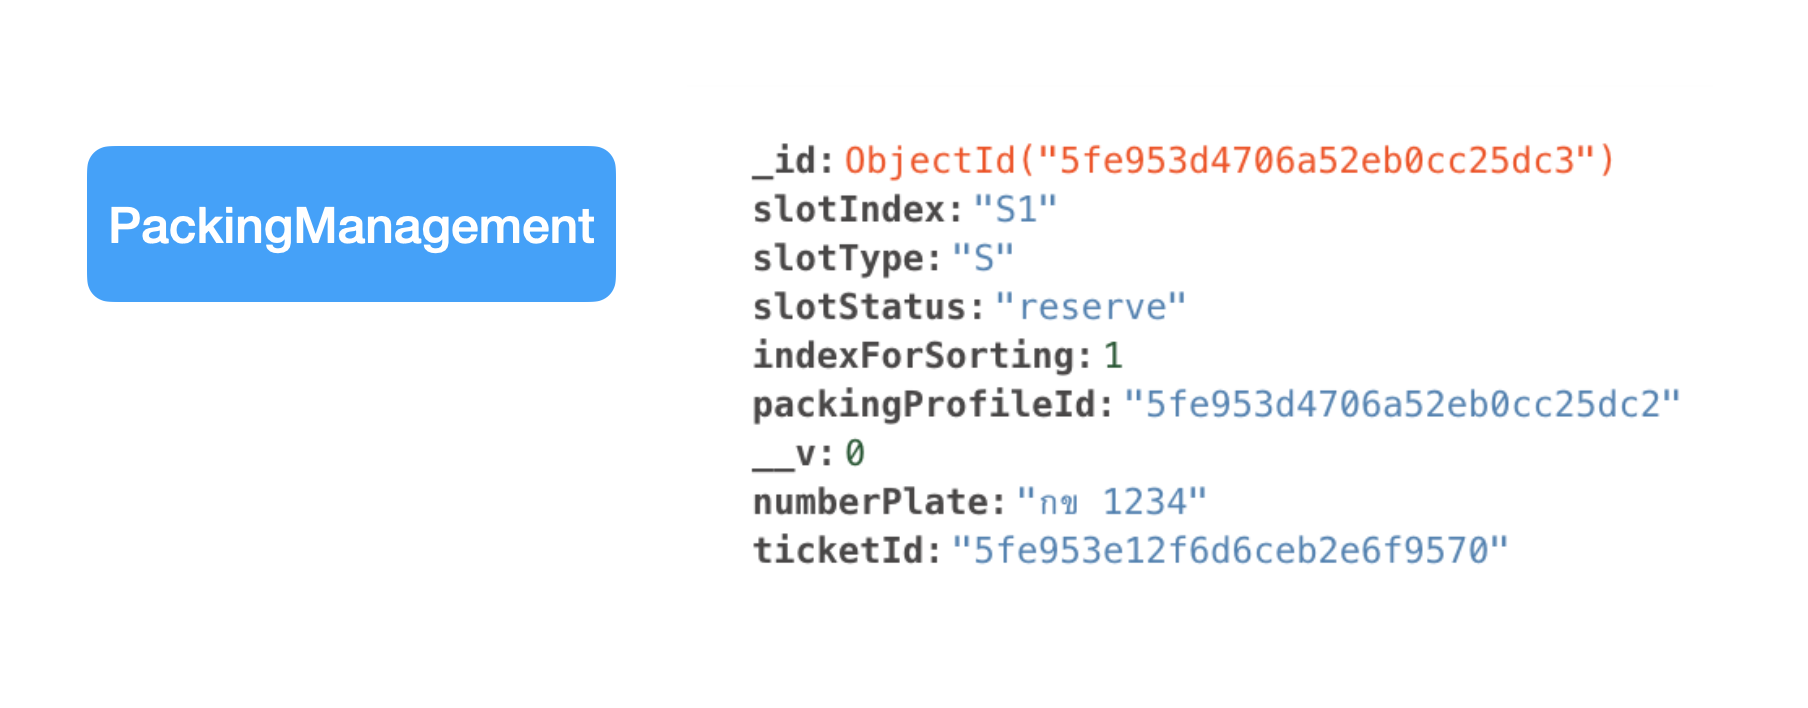 PackingManagement
_id: ObjectId("5fe953d4706a52eb0cc25dc3")
slotIndex: "S1"
slotType: "S"
slotStatus: "reserve"
indexForSorting: 1
packingProfileId: "5fe953d4706a52eb0cc25dc2"
__v: 0
numberPlate: "กข 1234"
ticketId: "5fe953e12f6d6ceb2e6f9570"